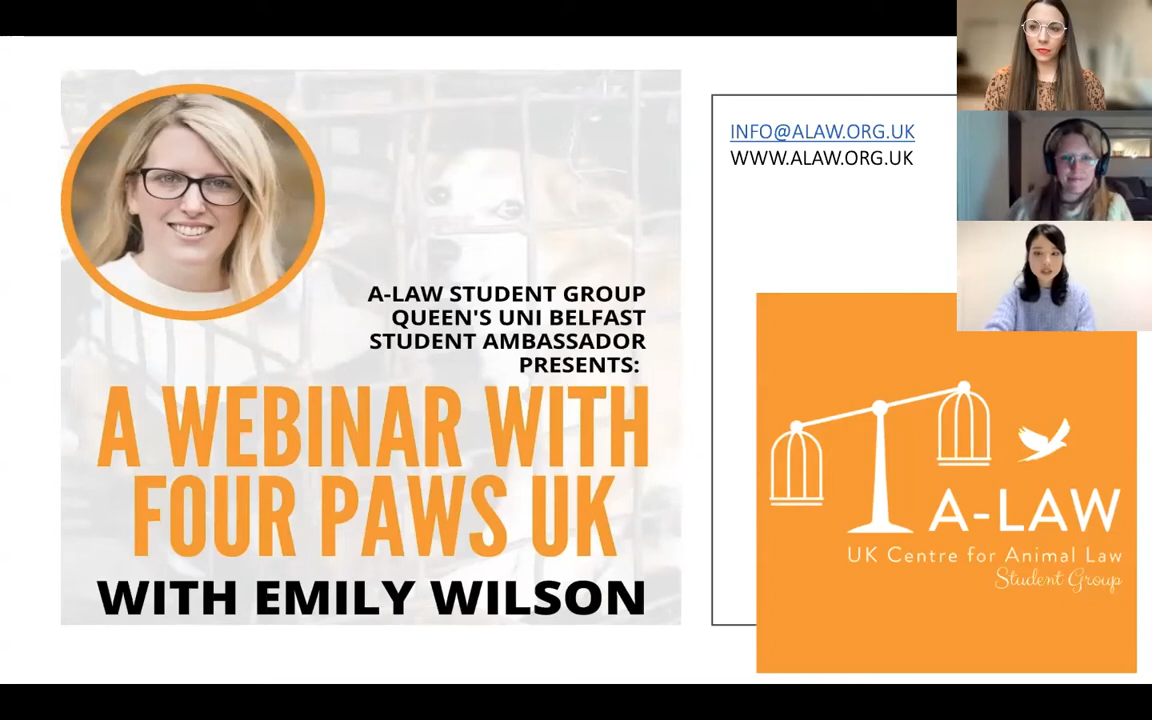 A-LAW STUDENT GROUP
QUEEN'S UNI BELFAST
STUDENT AMBASSADOR
PRESENTS:
A WEBINAR WITH
FOUR PAWS UK
WITH EMILY WILSON
INFO@ALAW.ORG.UK
WWW.ALAW.ORG.UK
A-LAW
UK Centre for Animal Law
Student Group